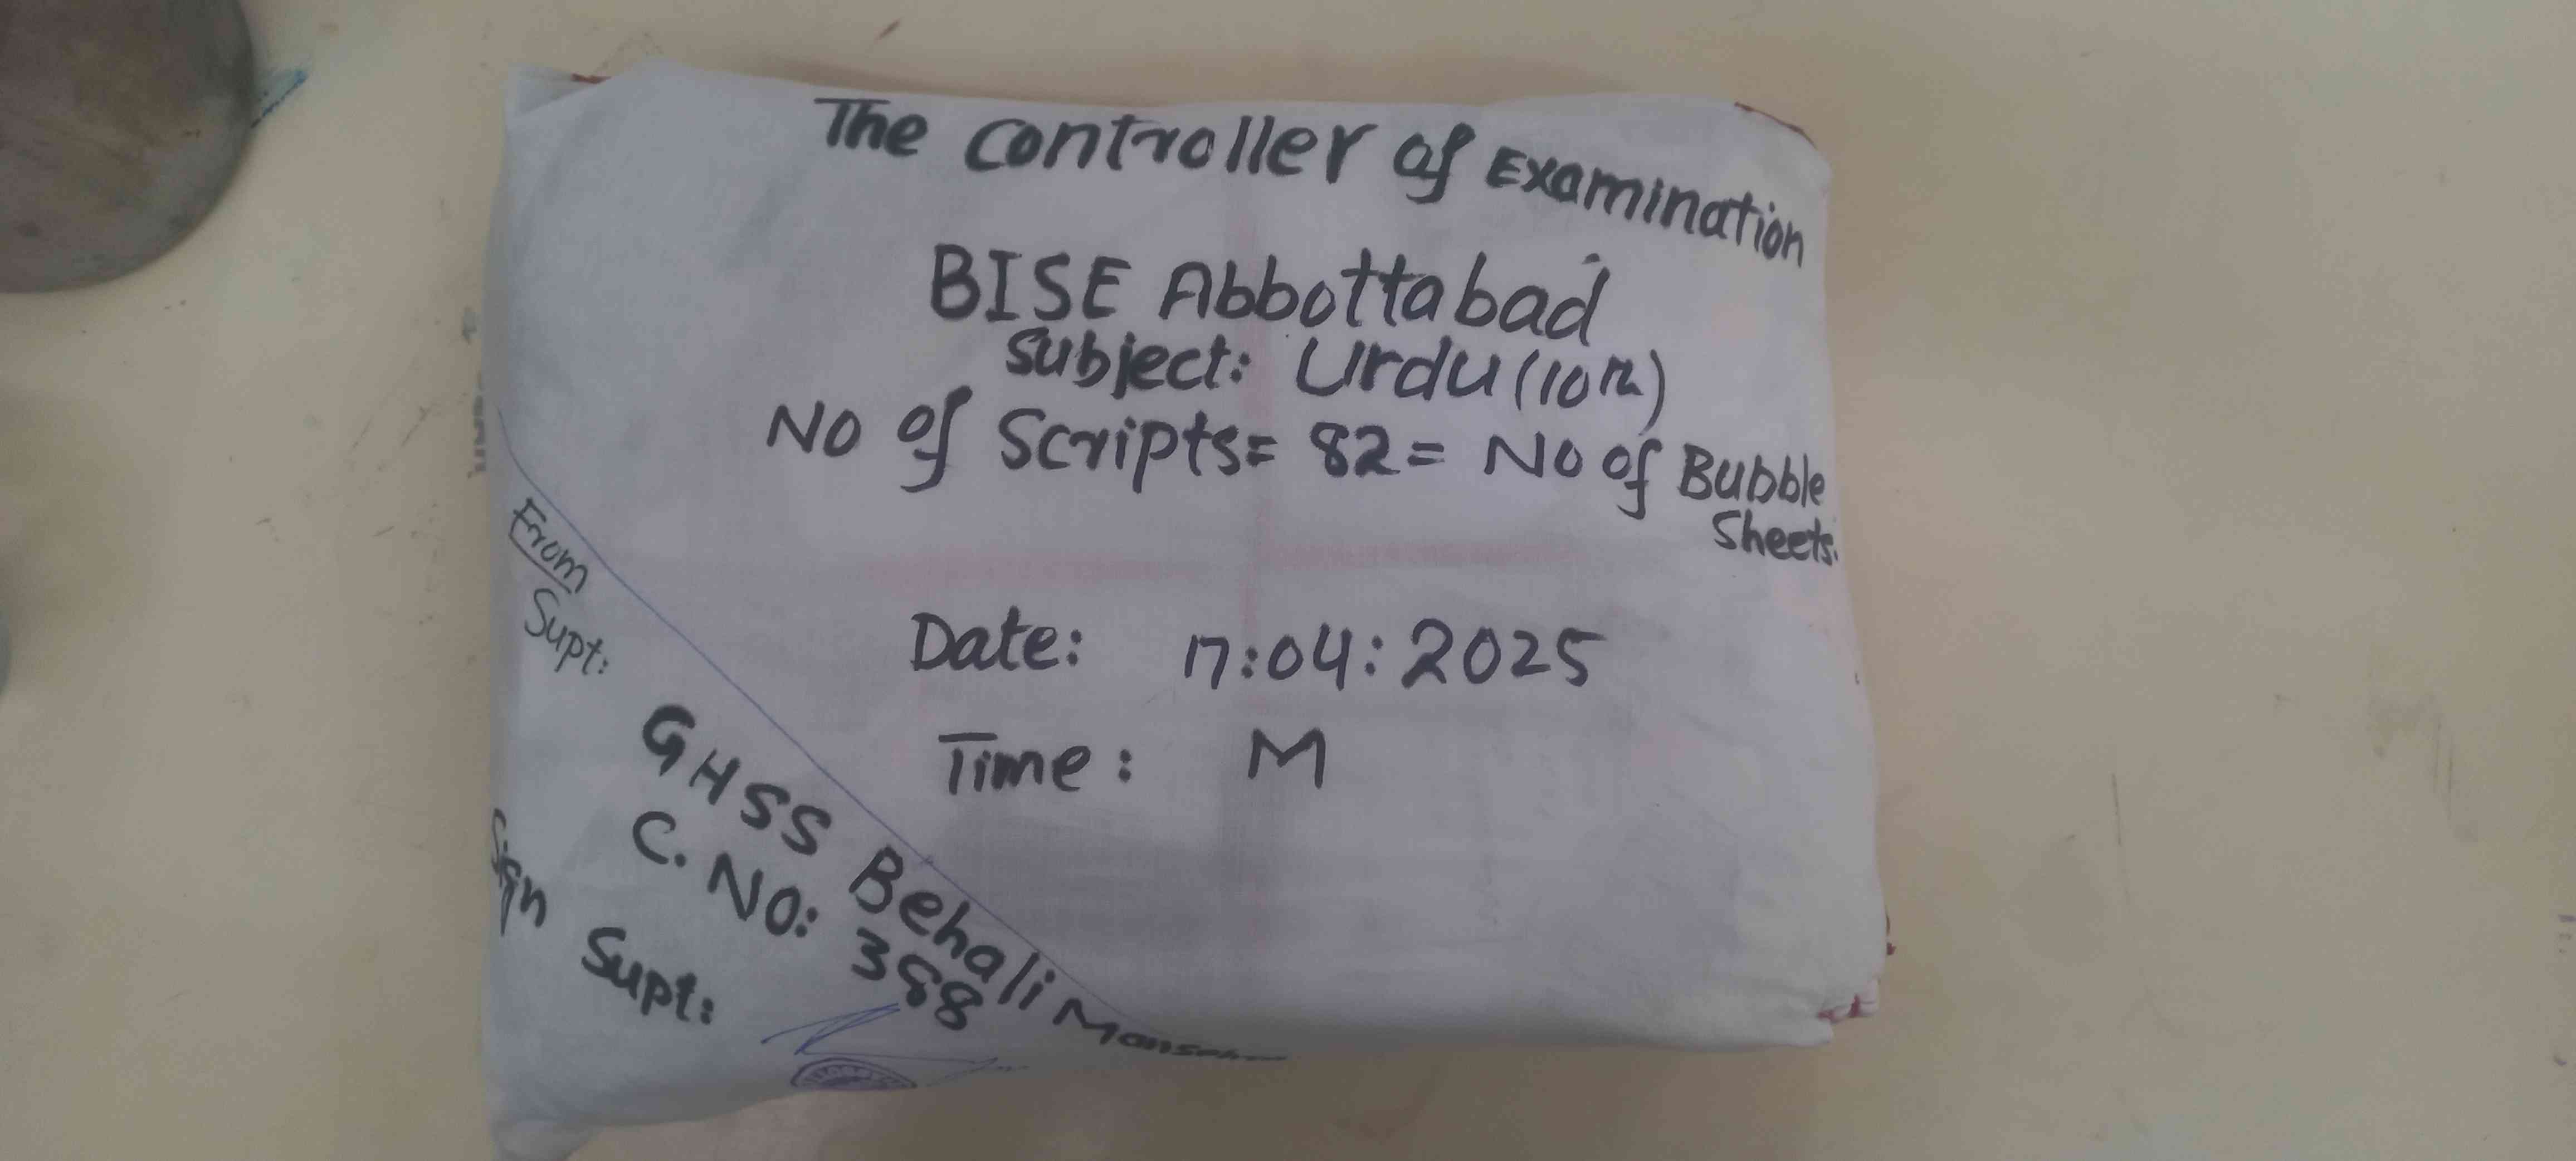 The Controller of Examination
BISE Abbottabad
Subject: Urdu (10th)
No of Scripts= 82 = No of Bubble
Sheets.
Date: 17:04:2025
Time: M
From
Supt:
GHSS Behali Mansehra
C. NO: 388
Sign Supt: